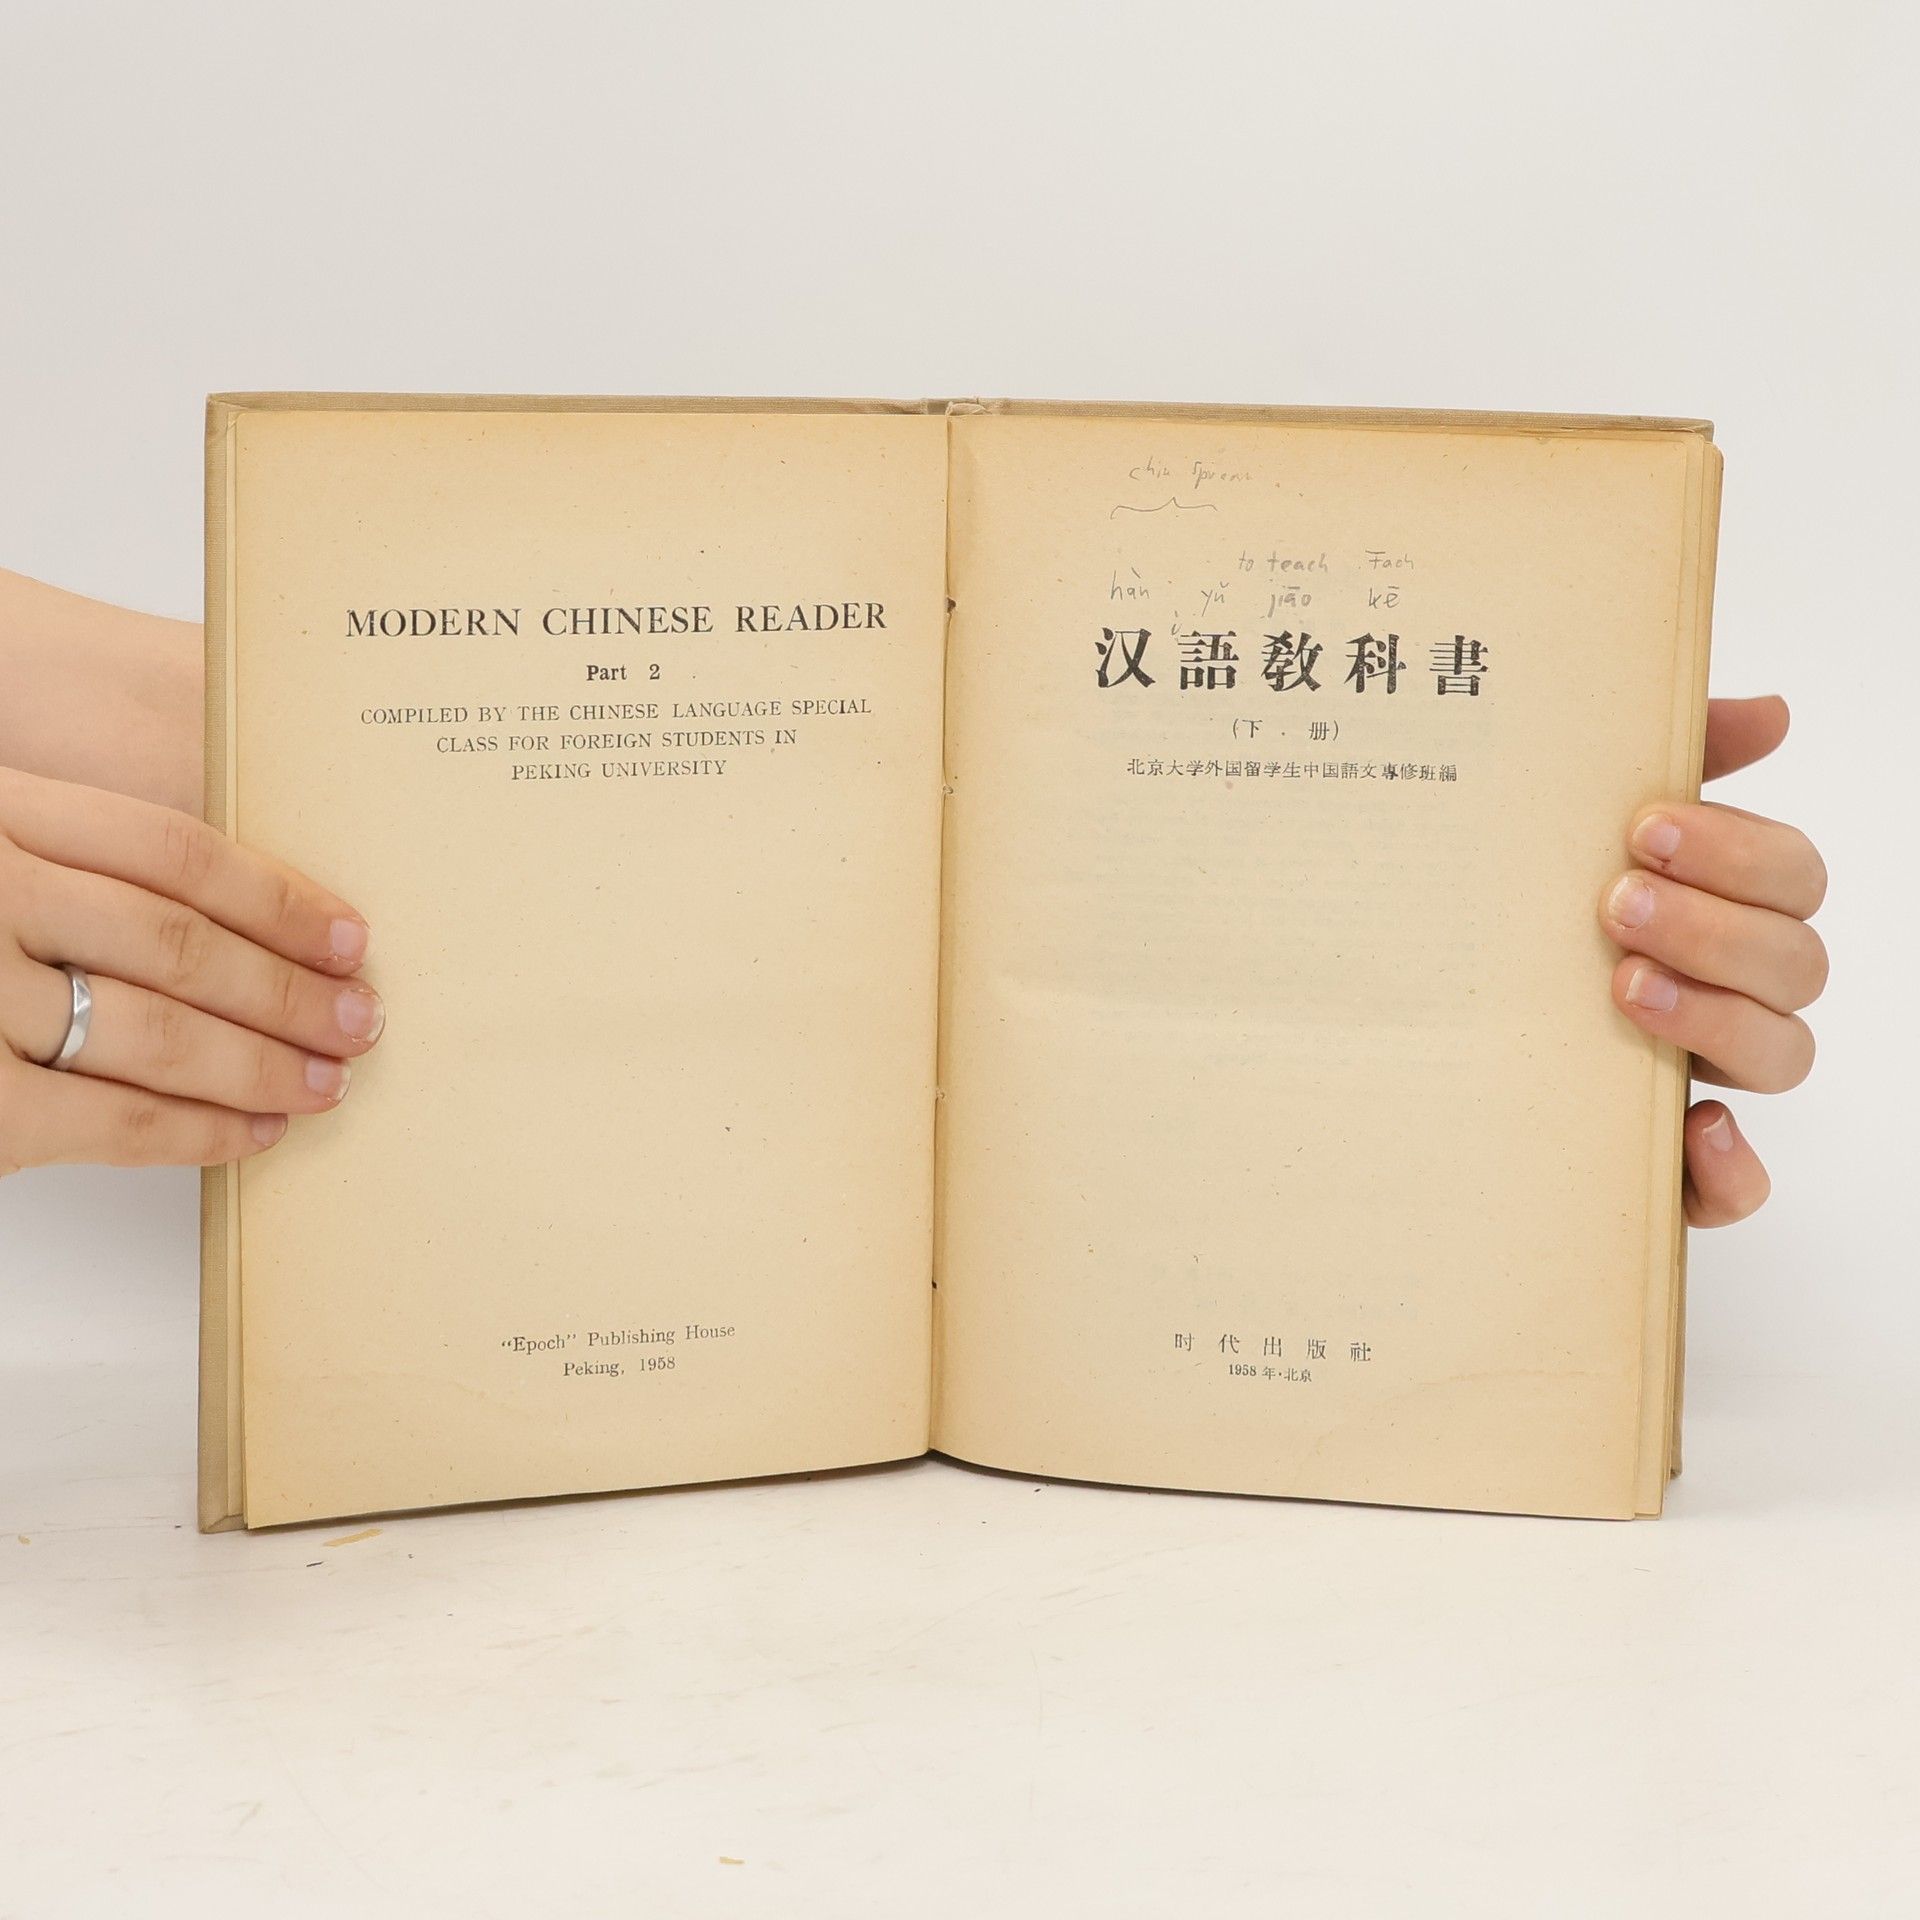 MODERN CHINESE READER
Part 2
COMPILED BY THE CHINESE LANGUAGE SPECIAL
CLASS FOR FOREIGN STUDENTS IN
PEKING UNIVERSITY
"Epoch" Publishing House
Peking, 1958
to teach Fach
hàn yǔ jiāo kē
汉語敎科書
(下 . 册)
北京大学外国留学生中国語文專修班編
时代出版社
1958年·北京